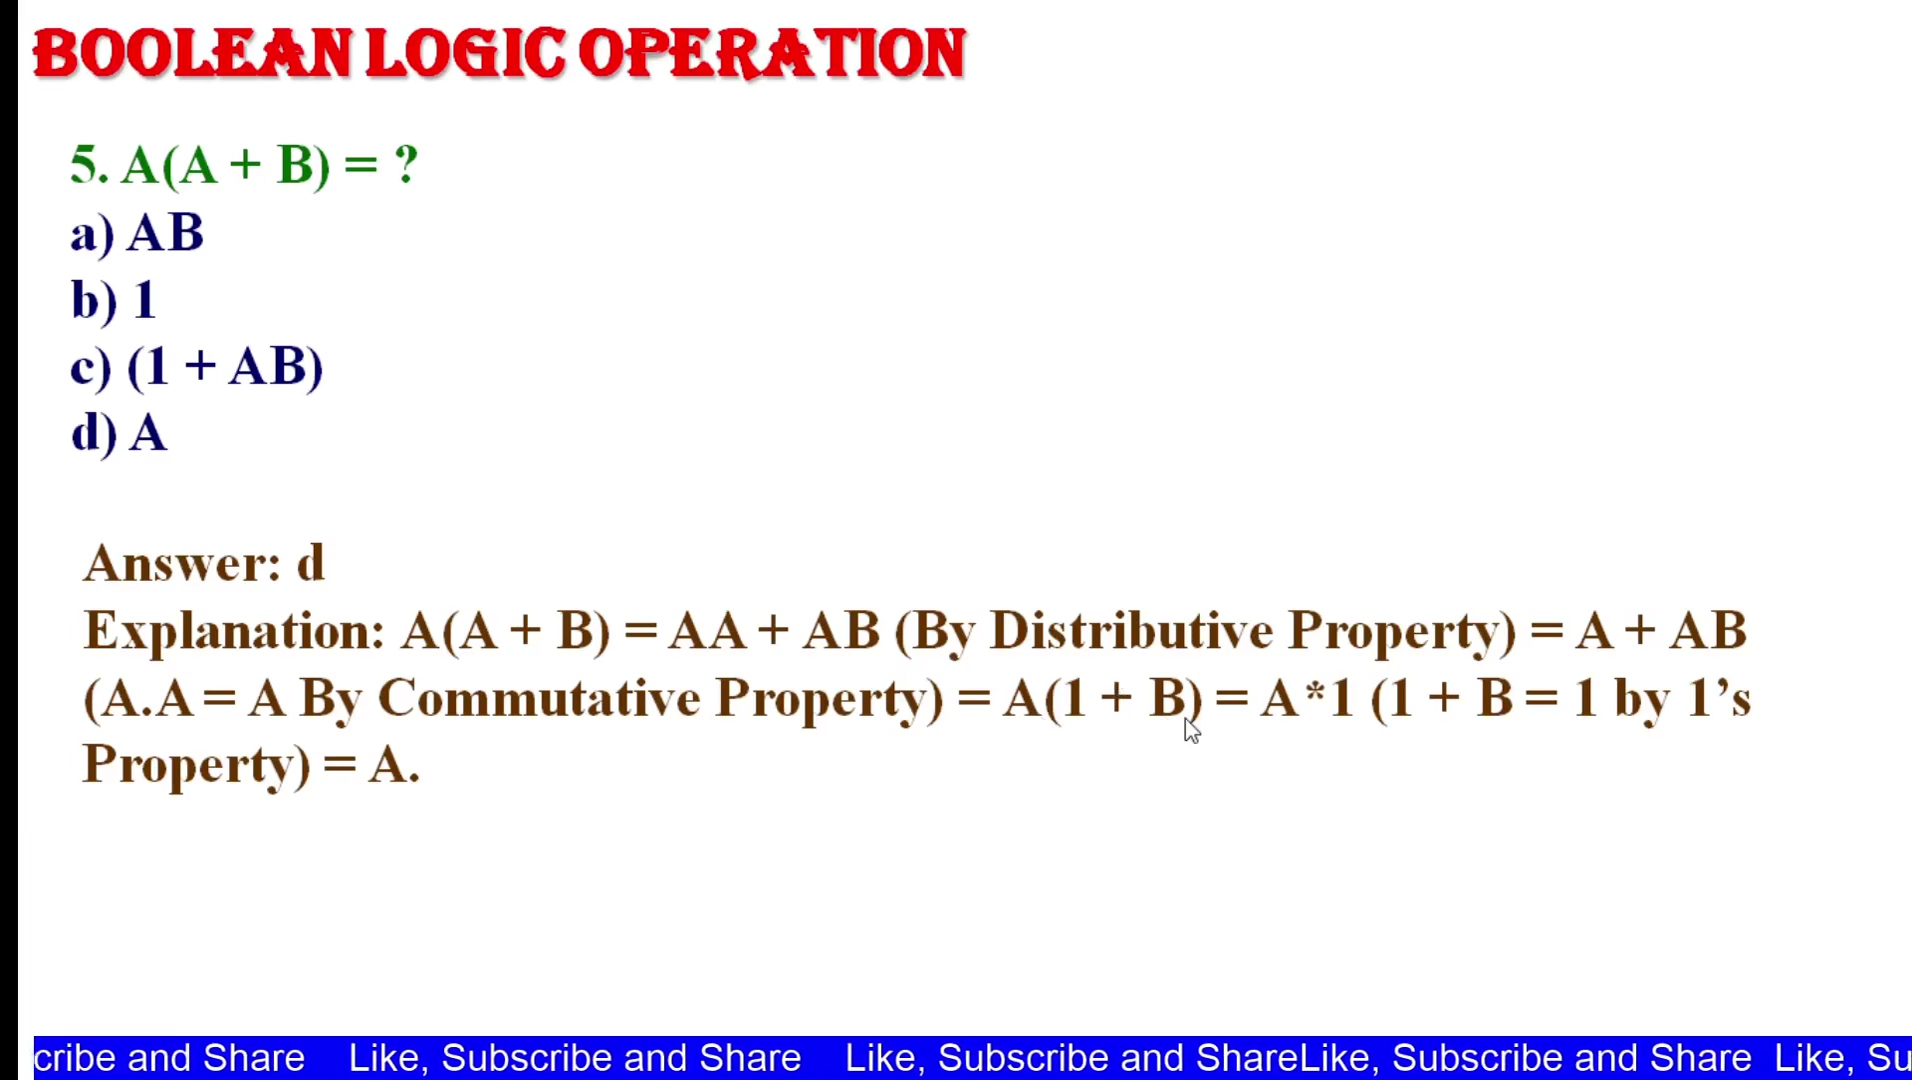 BOOLEAN LOGIC OPERATION
5. A(A + B) = ?
a) AB
b) 1
c) (1 + AB)
d) A
Answer: d
Explanation: A(A + B) = AA + AB (By Distributive Property) = A + AB
(A.A = A By Commutative Property) = A(1 + B) = A*1 (1 + B = 1 by 1’s
Property) = A.
cribe and Share Like, Subscribe and Share Like, Subscribe and ShareLike, Subscribe and Share Like, Su